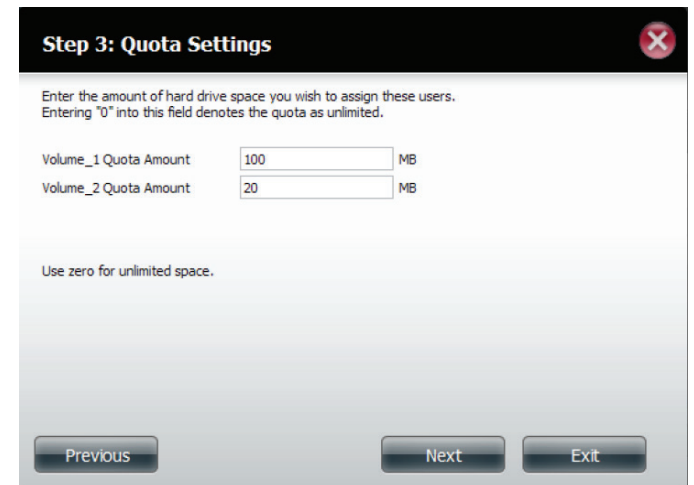 Step 3: Quota Settings
Enter the amount of hard drive space you wish to assign these users.
Entering "0" into this field denotes the quota as unlimited.
Volume_1 Quota Amount 100 MB
Volume_2 Quota Amount 20 MB
Use zero for unlimited space.
Previous Next Exit